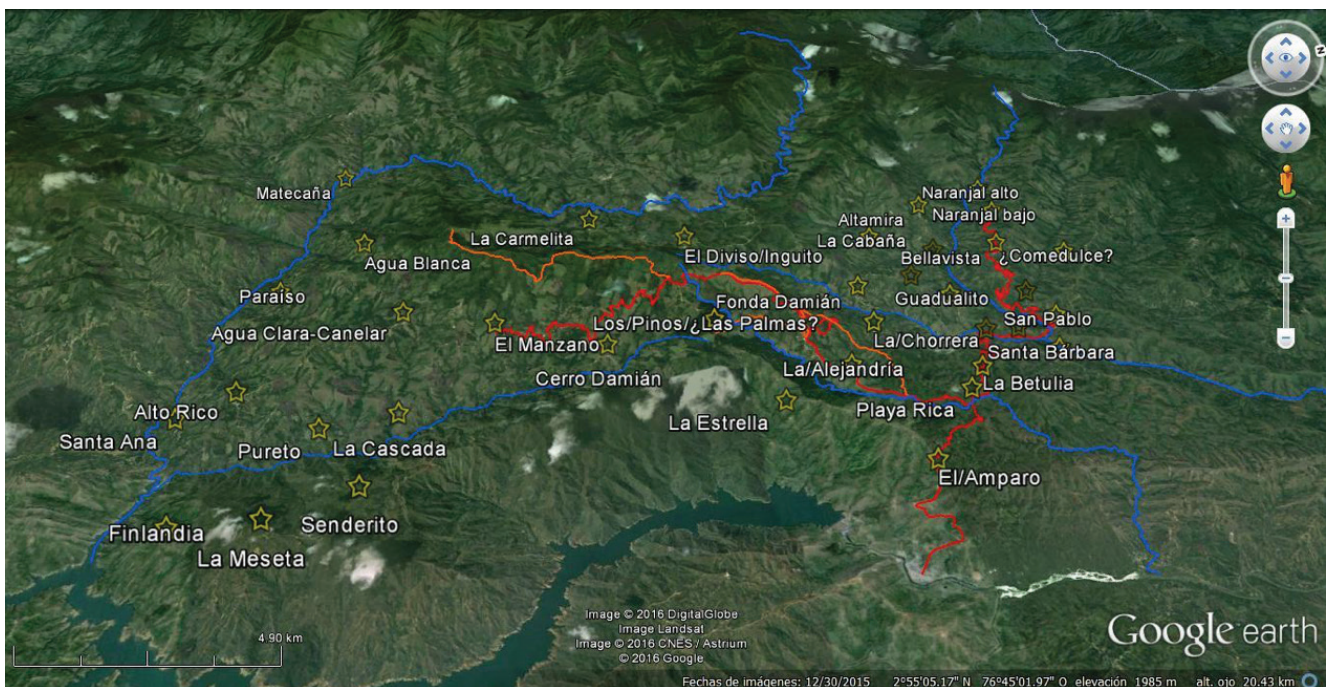 N
Matecaña
Naranjal alto
Naranjal bajo
Altamira
La Carmelita
La Cabaña
El Diviso/Inguito
Bellavista
¿Comedulce?
Agua Blanca
Paraíso
Guadualito
Fonda Damián
Los/Pinos/¿Las Palmas?
San Pablo
Agua Clara-Canelar
El Manzano
La/Chorrera
Santa Bárbara
La/Alejandría
Cerro Damián
La Betulia
Alto Rico
Playa Rica
La Estrella
Santa Ana
Pureto
La Cascada
El/Amparo
Senderito
Finlandia
La Meseta
Image © 2016 DigitalGlobe
Image Landsat
Image © 2016 CNES / Astrium
© 2016 Google
4.90 km
Google earth
Fechas de imágenes: 12/30/2015 2°55'05.17" N 76°45'01.97" O elevación 1985 m alt. ojo 20.43 km